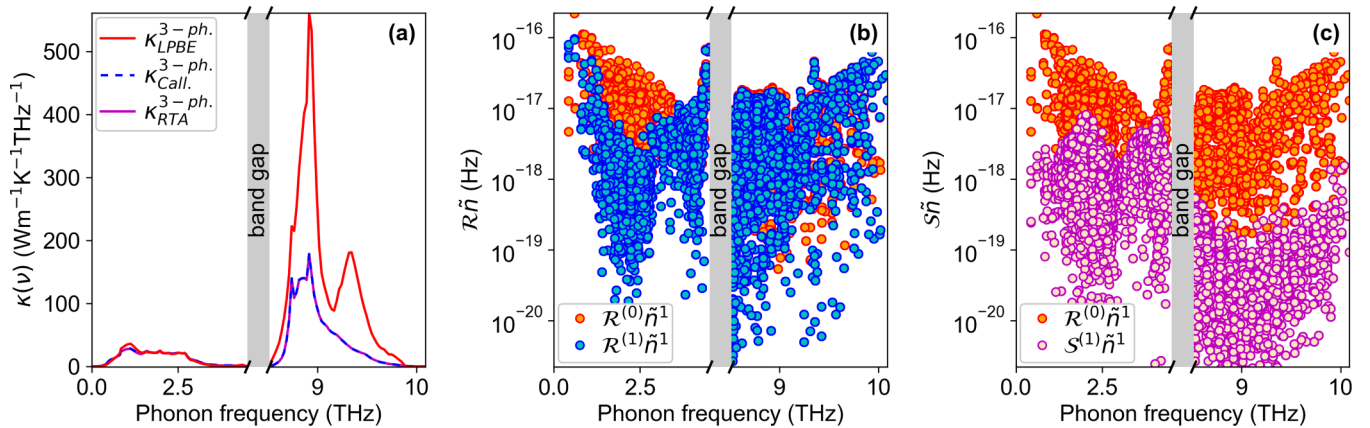 (a)
κ_{LPBE}^{3−ph.}
κ_{Call.}^{3−ph.}
κ_{RTA}^{3−ph.}
band gap
κ(ν) (Wm⁻¹K⁻¹THz⁻¹)
500
400
300
200
100
0
0.0 2.5 9 10
Phonon frequency (THz)
(b)
band gap
ℛñ (Hz)
10⁻¹⁶
10⁻¹⁷
10⁻¹⁸
10⁻¹⁹
10⁻²⁰
ℛ⁽⁰⁾ñ¹
ℛ⁽¹⁾ñ¹
0.0 2.5 9 10
Phonon frequency (THz)
(c)
band gap
𝒮ñ (Hz)
10⁻¹⁶
10⁻¹⁷
10⁻¹⁸
10⁻¹⁹
10⁻²⁰
ℛ⁽⁰⁾ñ¹
𝒮⁽¹⁾ñ¹
0.0 2.5 9 10
Phonon frequency (THz)